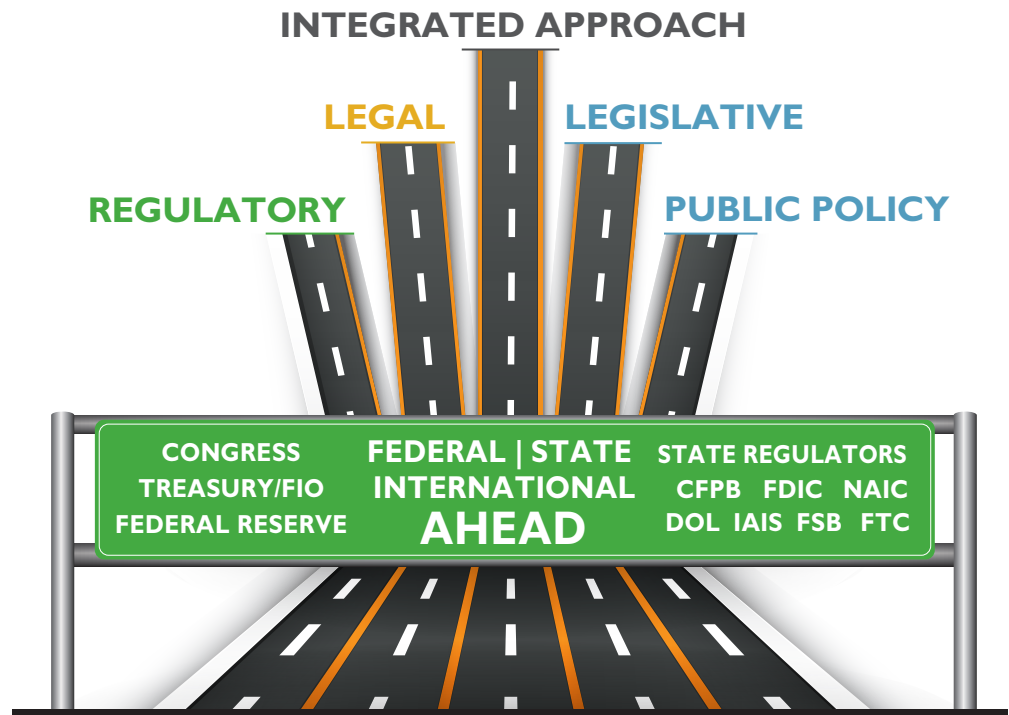 INTEGRATED APPROACH
LEGAL
LEGISLATIVE
REGULATORY
PUBLIC POLICY
CONGRESS
TREASURY/FIO
FEDERAL RESERVE
FEDERAL | STATE
INTERNATIONAL
AHEAD
STATE REGULATORS
CFPB FDIC NAIC
DOL IAIS FSB FTC